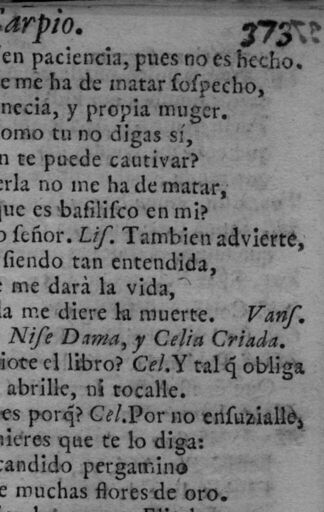 Carpio. 373
en paciencia, pues no es hecho.
e me ha de matar ſoſpecho,
necia, y propia muger.
omo tu no digas sí,
n te puede cautivar?
erla no me ha de matar,
que es baſiliſco en mi?
o ſeñor. Liſ. Tambien advierte,
ſiendo tan entendida,
e me darà la vida,
la me diere la muerte. Vanſ.
Niſe Dama, y Celia Criada.
iote el libro? Cel. Y tal q̃ obliga
abrille, ni tocalle.
es porq̃? Cel. Por no enſuzialle,
nieres que te lo diga:
candido pergamino
e muchas flores de oro.